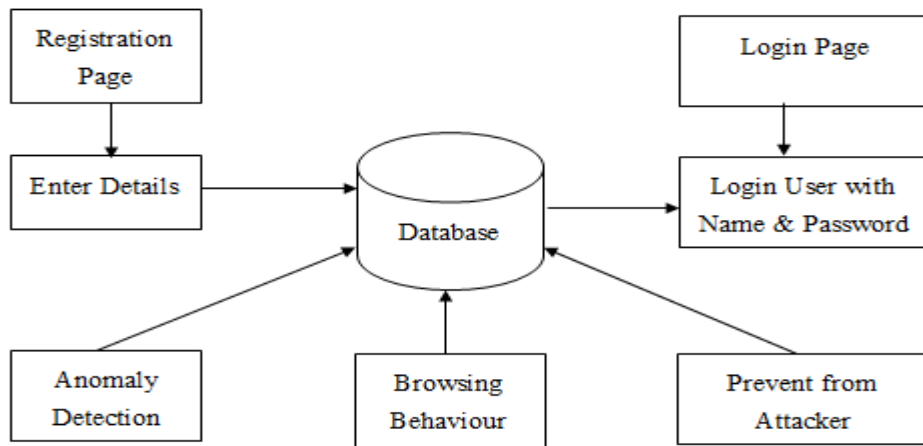 Registration
Page
Login Page
Enter Details
Login User with
Name & Password
Database
Anomaly
Detection
Browsing
Behaviour
Prevent from
Attacker